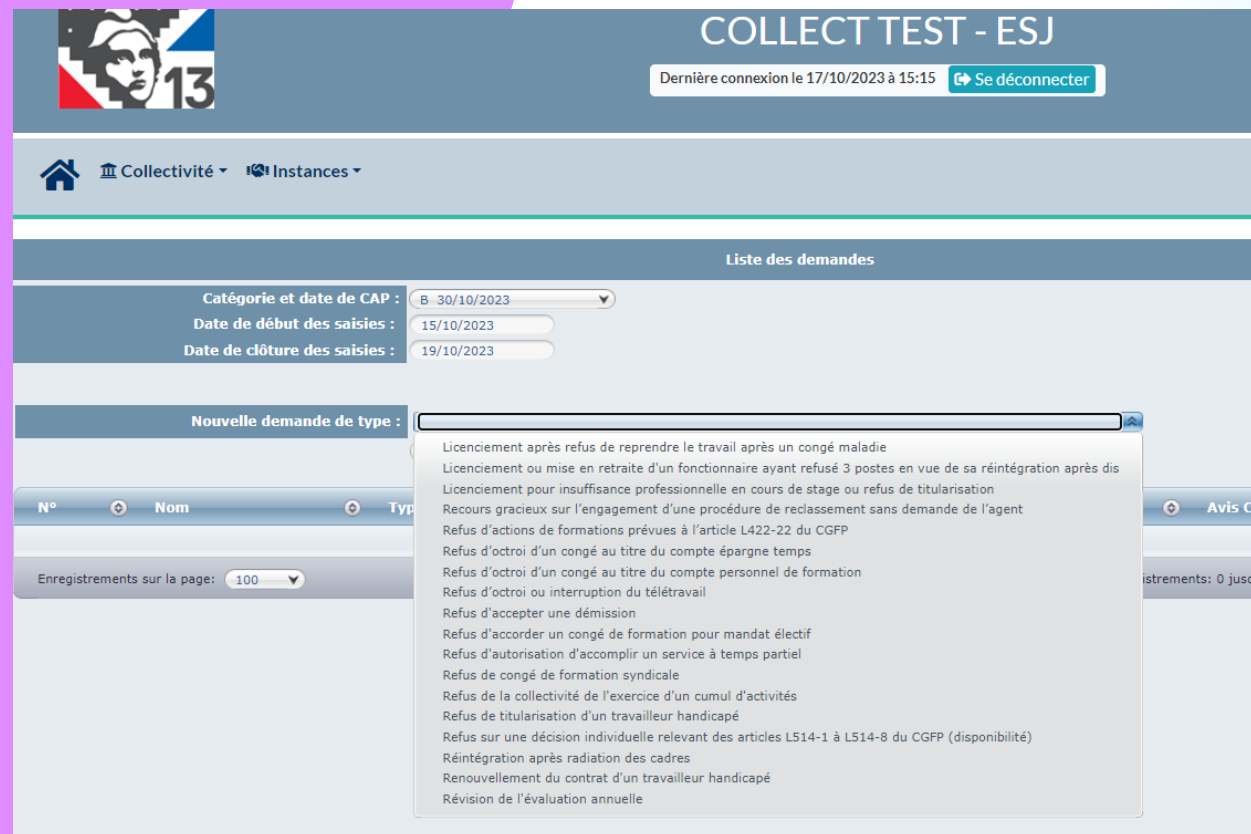 13
COLLECT TEST - ESJ
Dernière connexion le 17/10/2023 à 15:15 Se déconnecter
Collectivité Instances
Liste des demandes
Catégorie et date de CAP : B 30/10/2023
Date de début des saisies : 15/10/2023
Date de clôture des saisies : 19/10/2023
Nouvelle demande de type :
Licenciement après refus de reprendre le travail après un congé maladie
Licenciement ou mise en retraite d'un fonctionnaire ayant refusé 3 postes en vue de sa réintégration après dis
Licenciement pour insuffisance professionnelle en cours de stage ou refus de titularisation
Recours gracieux sur l’engagement d’une procédure de reclassement sans demande de l’agent
Refus d’actions de formations prévues à l’article L422-22 du CGFP
Refus d’octroi d’un congé au titre du compte épargne temps
Refus d’octroi d’un congé au titre du compte personnel de formation
Refus d’octroi ou interruption du télétravail
Refus d'accepter une démission
Refus d'accorder un congé de formation pour mandat électif
Refus d'autorisation d'accomplir un service à temps partiel
Refus de congé de formation syndicale
Refus de la collectivité de l'exercice d'un cumul d'activités
Refus de titularisation d'un travailleur handicapé
Refus sur une décision individuelle relevant des articles L514-1 à L514-8 du CGFP (disponibilité)
Réintégration après radiation des cadres
Renouvellement du contrat d'un travailleur handicapé
Révision de l'évaluation annuelle
N° Nom Typ Avis C
Enregistrements sur la page: 100 istrements: 0 jusq